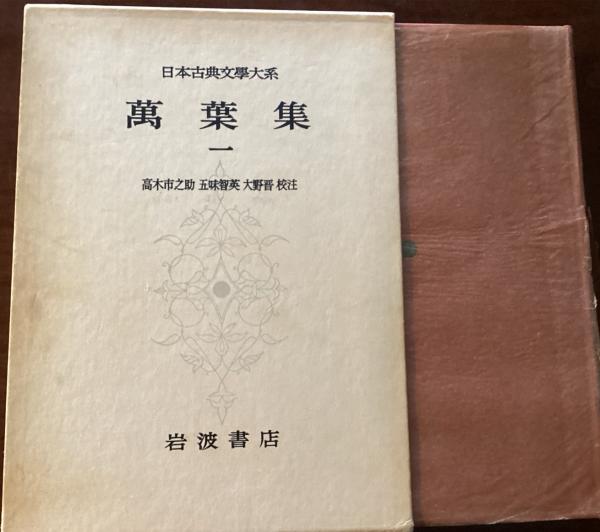 日本古典文學大系
萬葉集
一
高木市之助 五味智英 大野晋 校注
岩波書店